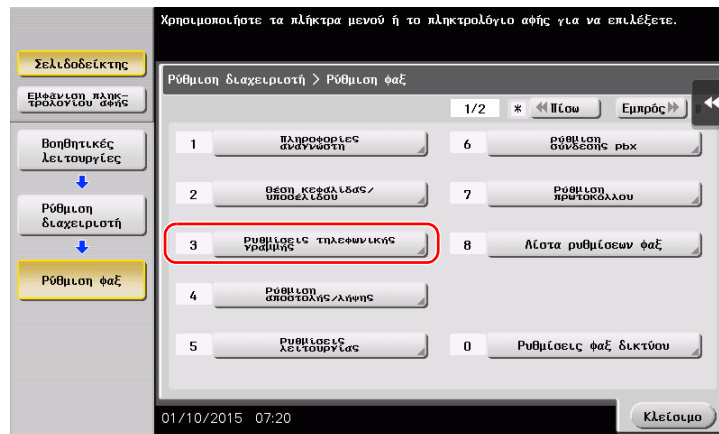 Χρησιμοποιήστε τα πλήκτρα μενού ή το πληκτρολόγιο αφής για να επιλέξετε.
Σελιδοδείκτης
Εμφάνιση πληκ-
τρολογίου αφής
Βοηθητικές
λειτουργίες
Ρύθμιση
διαχειριστή
Ρύθμιση φαξ
Ρύθμιση διαχειριστή > Ρύθμιση φαξ
1/2
*
Πίσω
Εμπρός
1
Πληροφορίες
αναγνώστη
6
Ρύθμιση
σύνδεσης pbx
2
Θέση κεφαλίδας/
υποσέλιδου
7
Ρύθμιση
πρωτοκόλλου
3
Ρυθμίσεις τηλεφωνικής
γραμμής
8
Λίστα ρυθμίσεων φαξ
4
Ρύθμιση
αποστολής/λήψης
5
Ρυθμίσεις
λειτουργίας
0
Ρυθμίσεις φαξ δικτύου
01/10/2015 07:20
Κλείσιμο